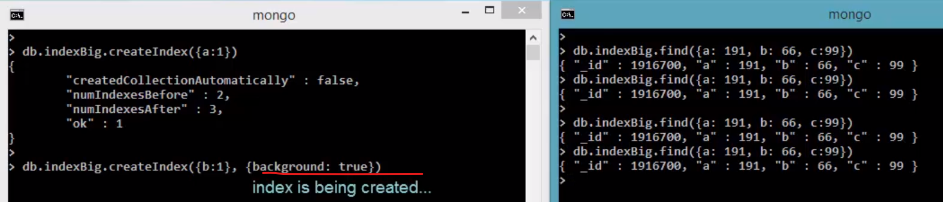 mongo
>
> db.indexBig.createIndex({a:1})
{
"createdCollectionAutomatically" : false,
"numIndexesBefore" : 2,
"numIndexesAfter" : 3,
"ok" : 1
}
>
> db.indexBig.createIndex({b:1}, {background: true})
index is being created...
mongo
>
> db.indexBig.find({a: 191, b: 66, c:99})
{ "_id" : 1916700, "a" : 191, "b" : 66, "c" : 99 }
> db.indexBig.find({a: 191, b: 66, c:99})
{ "_id" : 1916700, "a" : 191, "b" : 66, "c" : 99 }
>
> db.indexBig.find({a: 191, b: 66, c:99})
{ "_id" : 1916700, "a" : 191, "b" : 66, "c" : 99 }
> db.indexBig.find({a: 191, b: 66, c:99})
{ "_id" : 1916700, "a" : 191, "b" : 66, "c" : 99 }
>